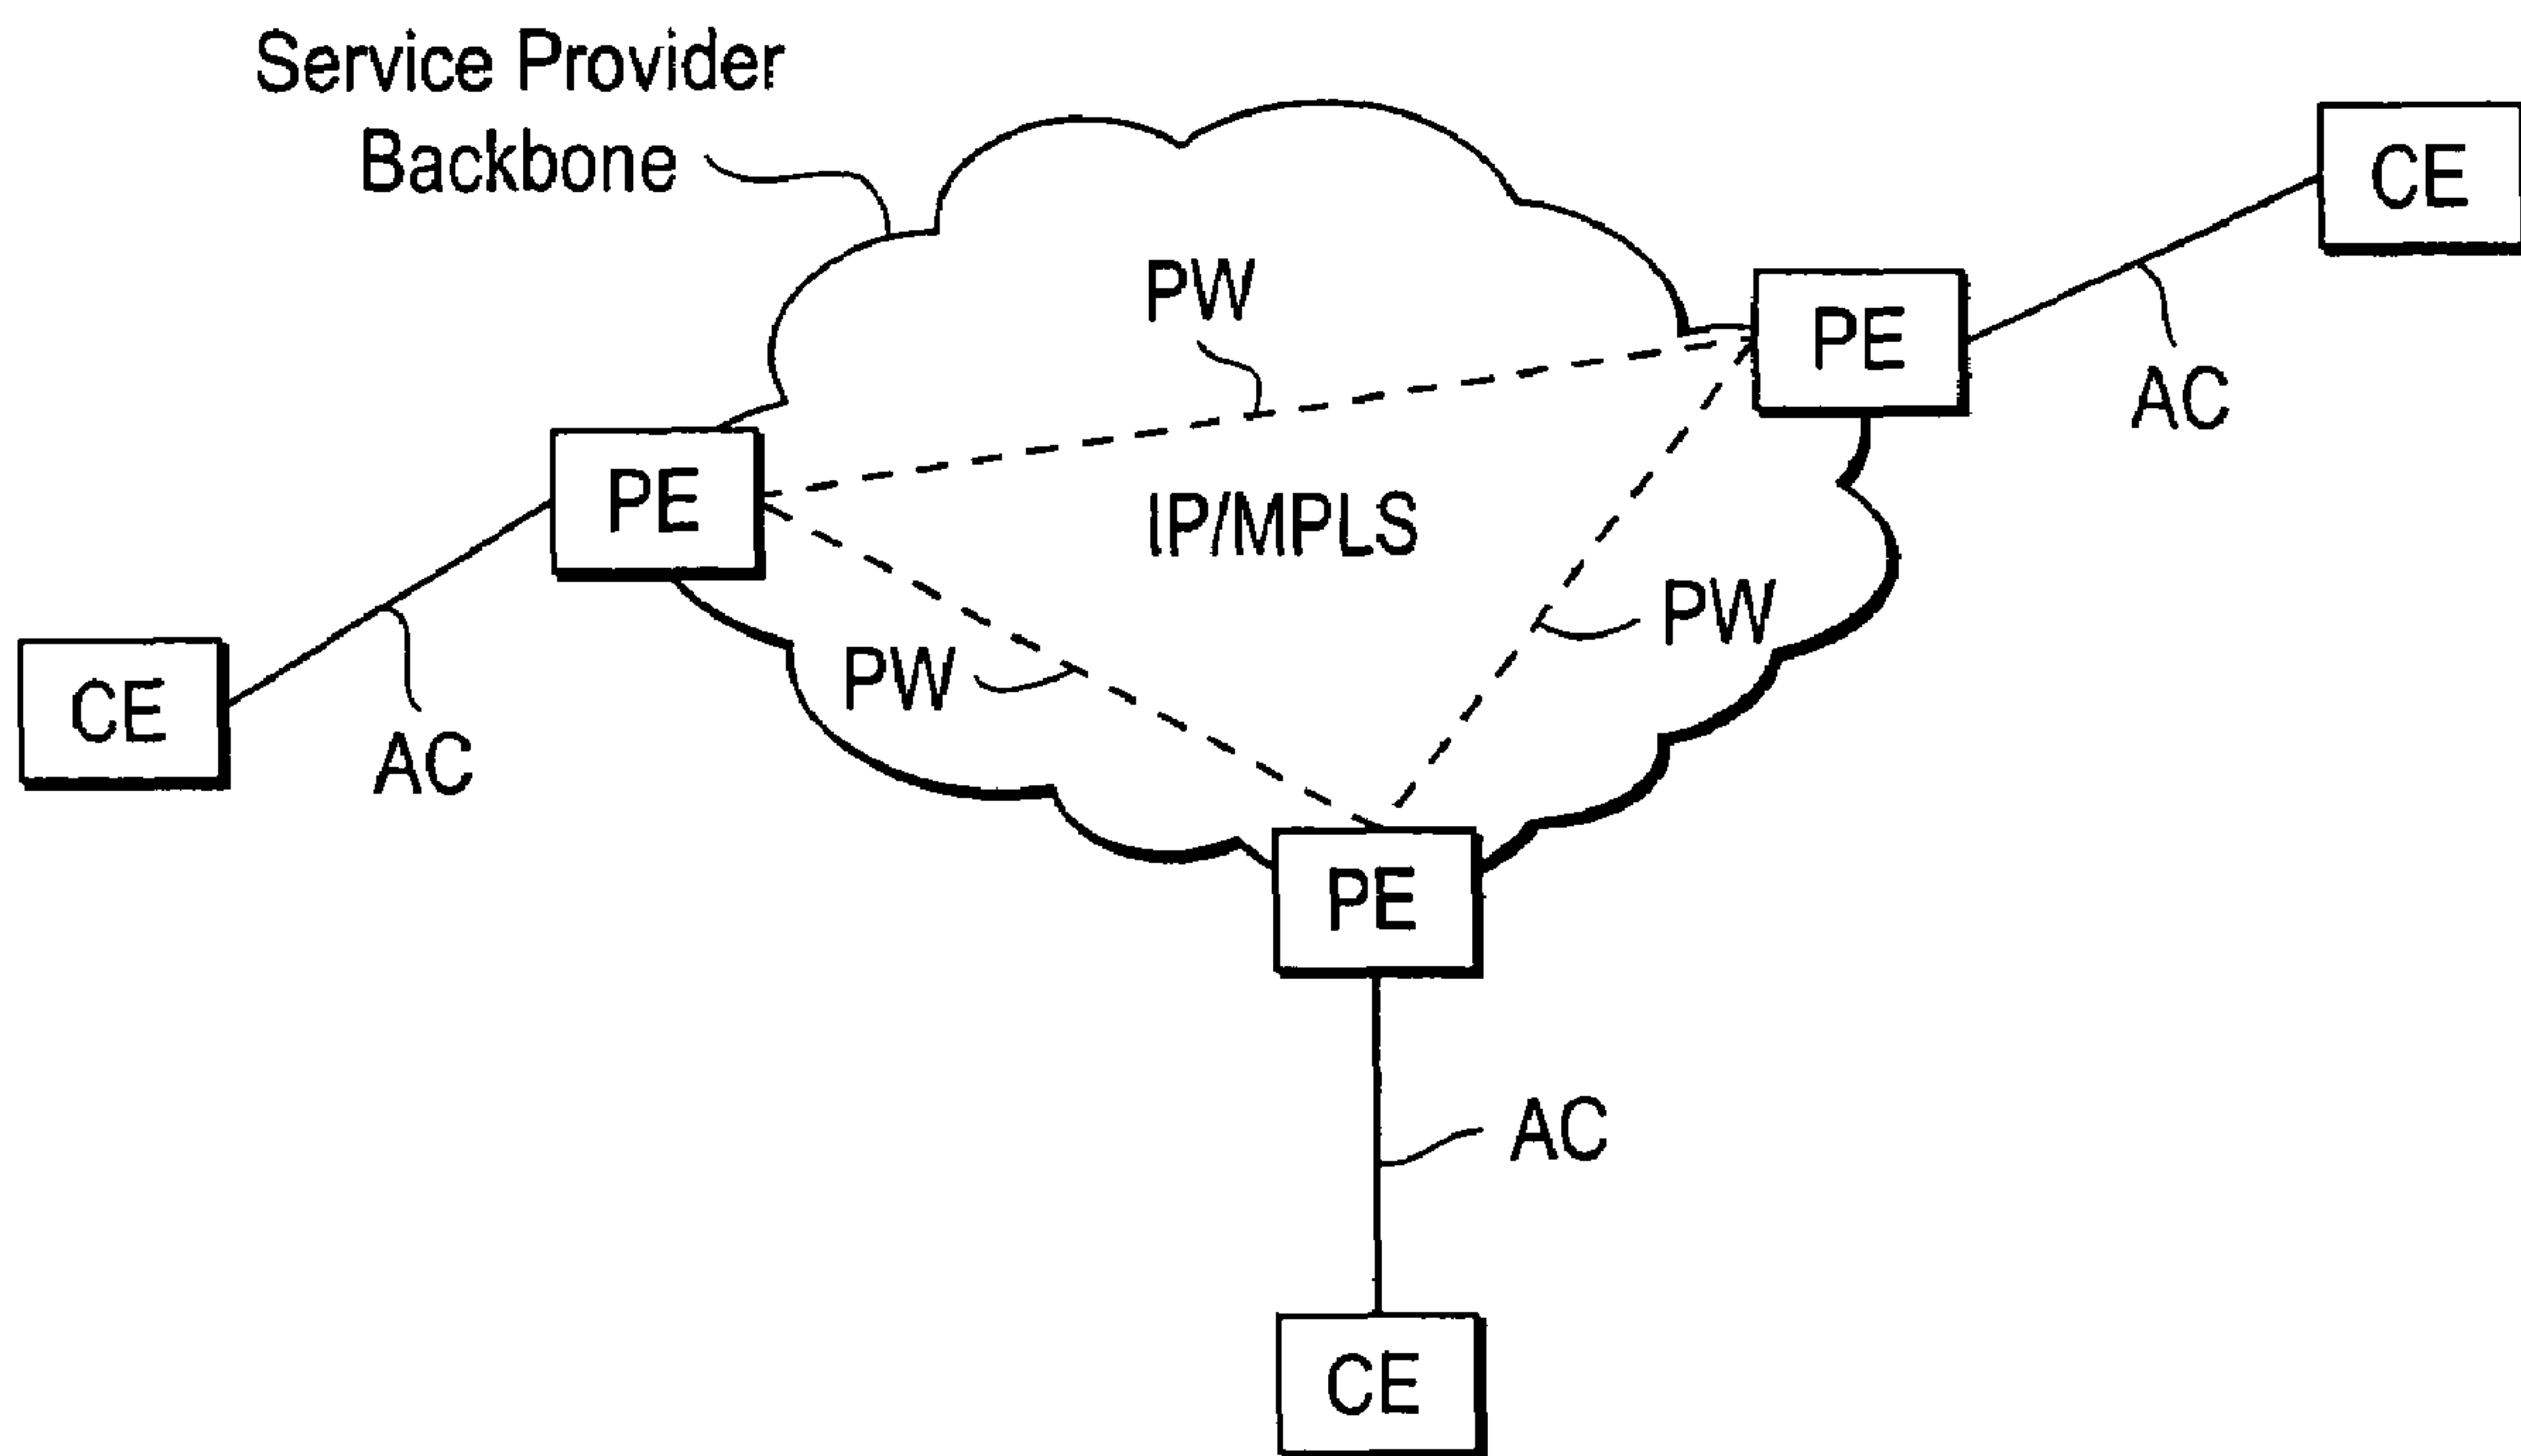 Service Provider
Backbone
CE
PW
PE
AC
PE
IP/MPLS
PW
PW
CE
AC
PE
AC
CE